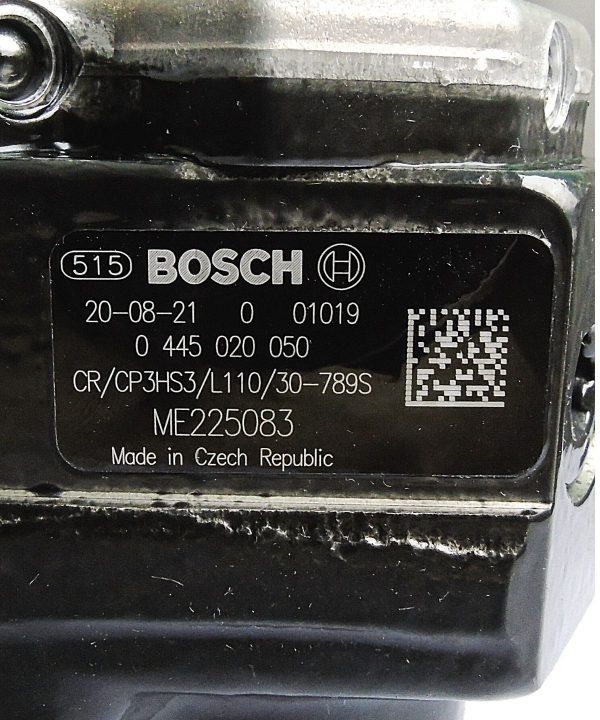 515 BOSCH
20-08-21 0 01019
0 445 020 050
CR/CP3HS3/L110/30-789S
ME225083
Made in Czech Republic